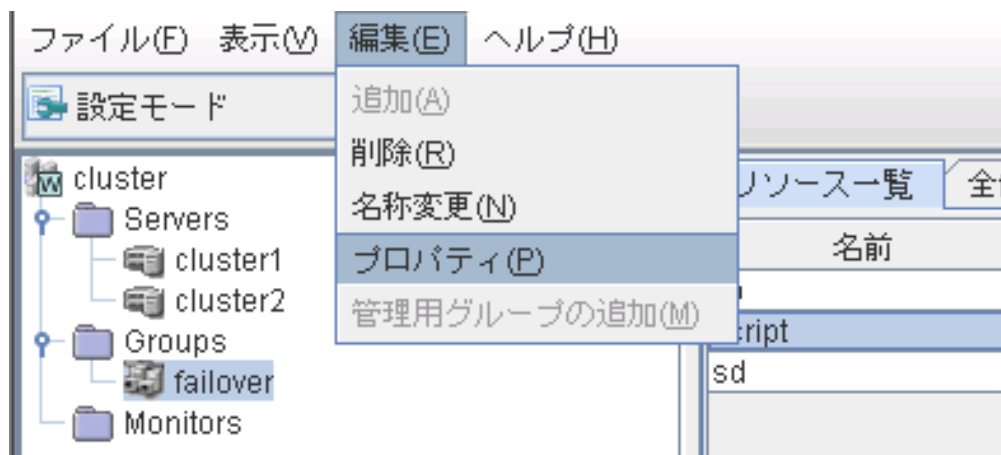 ファイル(F) 表示(V) 編集(E) ヘルプ(H)
設定モード
追加(A)
削除(R)
名称変更(N)
プロパティ(P)
管理用グループの追加(M)
cluster
Servers
cluster1
cluster2
Groups
failover
Monitors
リソース一覧
名前
sd